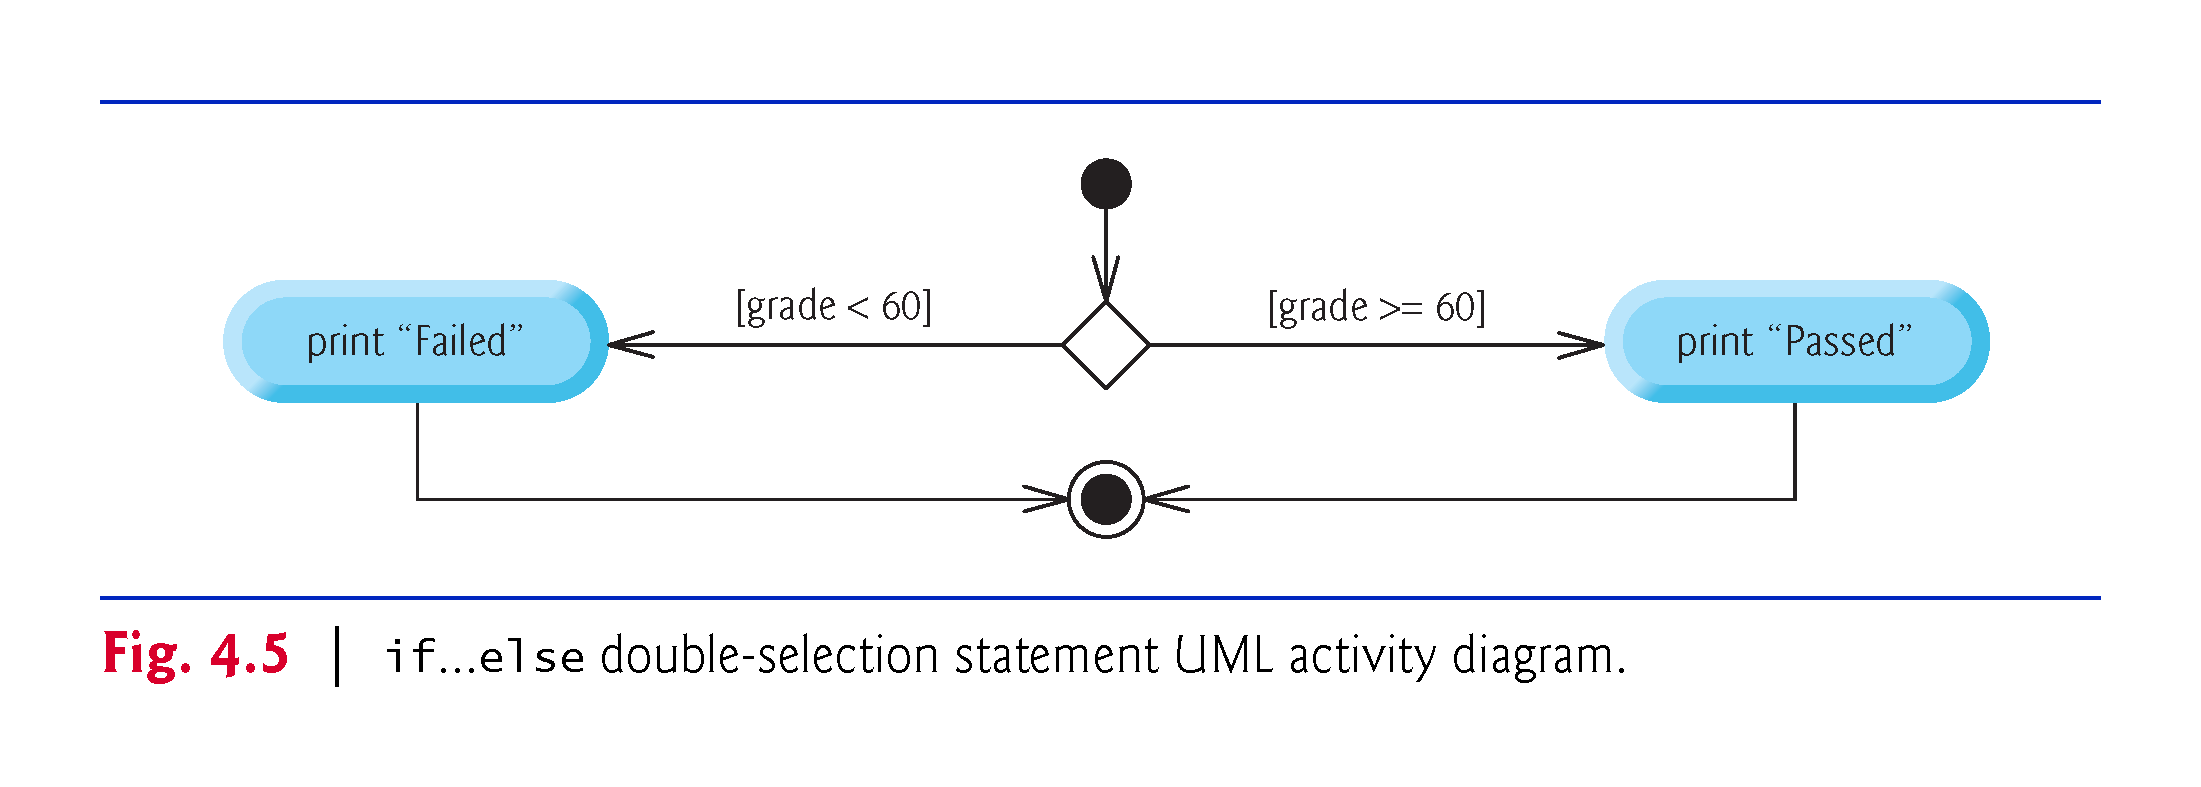 [grade < 60]
[grade >= 60]
print “Failed”
print “Passed”
Fig. 4.5 | if...else double-selection statement UML activity diagram.